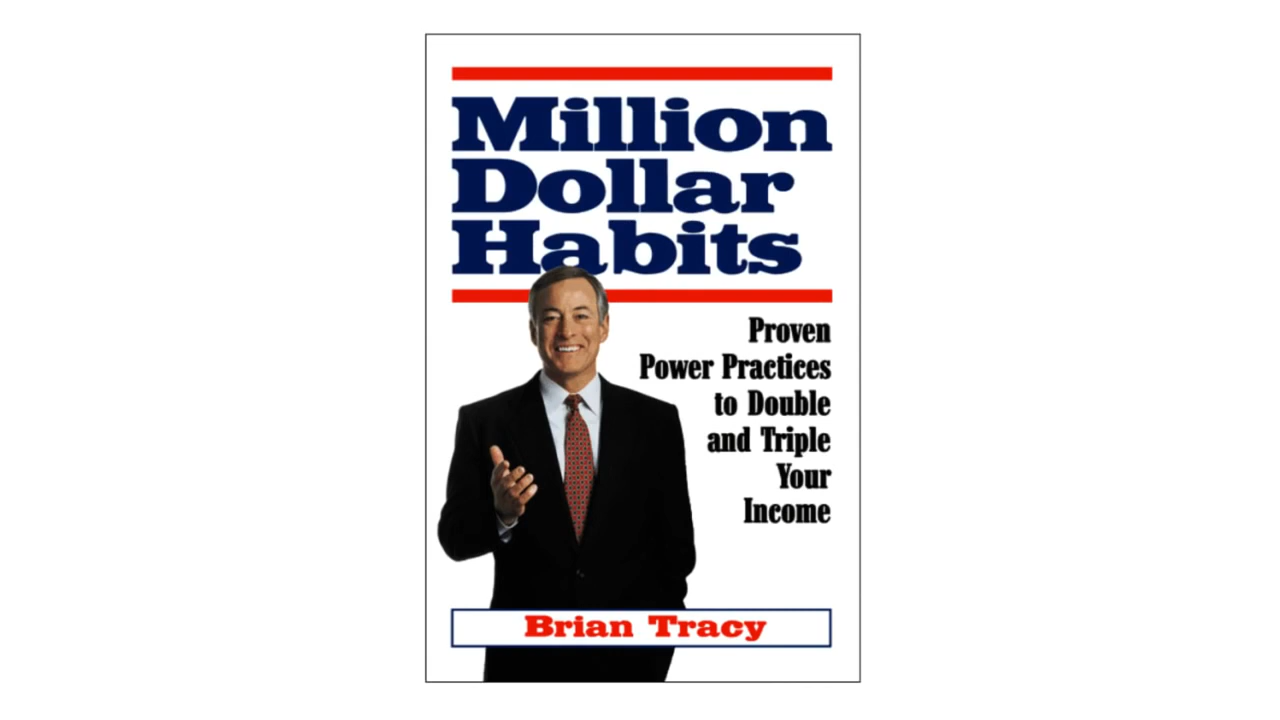 Million
Dollar
Habits
Proven
Power Practices
to Double
and Triple
Your
Income
Brian Tracy